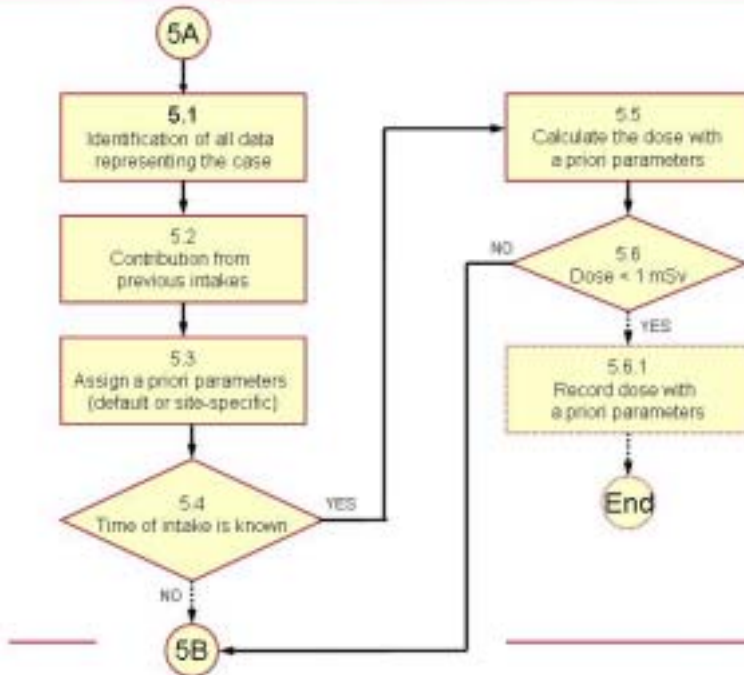 5A
5.1
Identification of all data
representing the case
5.2
Contribution from
previous intakes
5.3
Assign a priori parameters
(default or site-specific)
5.4
Time of intake is known
YES
NO
5B
5.5
Calculate the dose with
a priori parameters
5.6
Dose < 1 mSv
NO
YES
5.6.1
Record dose with
a priori parameters
End